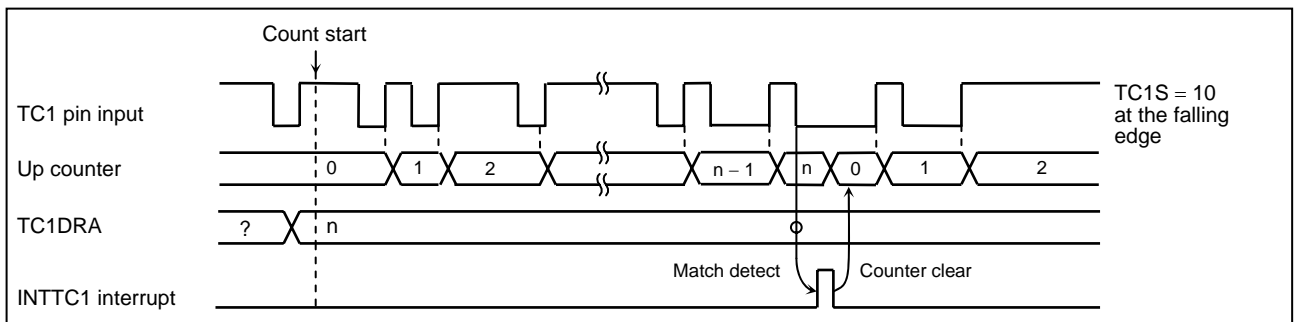 Count start
TC1 pin input
TC1S = 10
at the falling
edge
Up counter
0 1 2 n – 1 n 0 1 2
TC1DRA
? n
Match detect Counter clear
INTTC1 interrupt